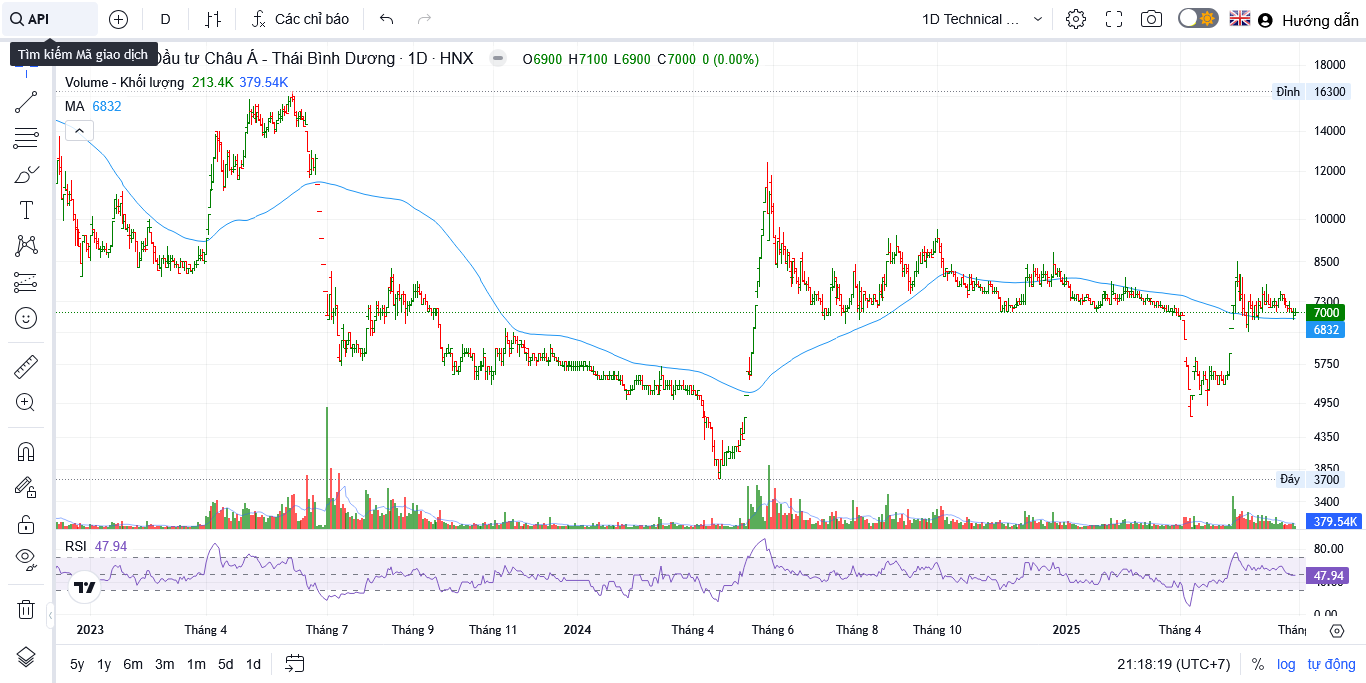 API
D
Các chỉ báo
1D Technical ...
Hướng dẫn
Tìm kiếm Mã giao dịch
Đầu tư Châu Á - Thái Bình Dương · 1D · HNX
O6900 H7100 L6900 C7000 0 (0.00%)
Volume - Khối lượng 213.4K 379.54K
MA 6832
18000
Đỉnh 16300
14000
12000
10000
8500
7300
7000
6832
5750
4950
4350
3850
Đáy 3700
3400
379.54K
RSI 47.94
80.00
47.94
0.00
2023 Tháng 4 Tháng 7 Tháng 9 Tháng 11 2024 Tháng 4 Tháng 6 Tháng 8 Tháng 10 2025 Tháng 4 Tháng
5y 1y 6m 3m 1m 5d 1d
21:18:19 (UTC+7) % log tự động